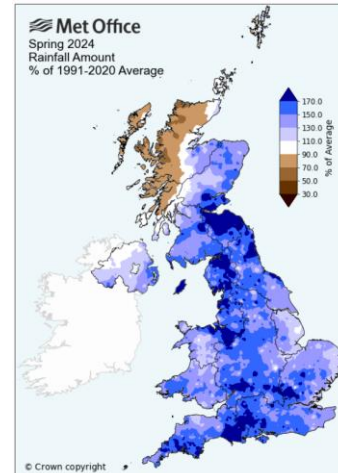 Met Office
Spring 2024
Rainfall Amount
% of 1991-2020 Average
170.0
150.0
130.0
110.0
90.0
70.0
50.0
30.0
% of Average
© Crown copyright